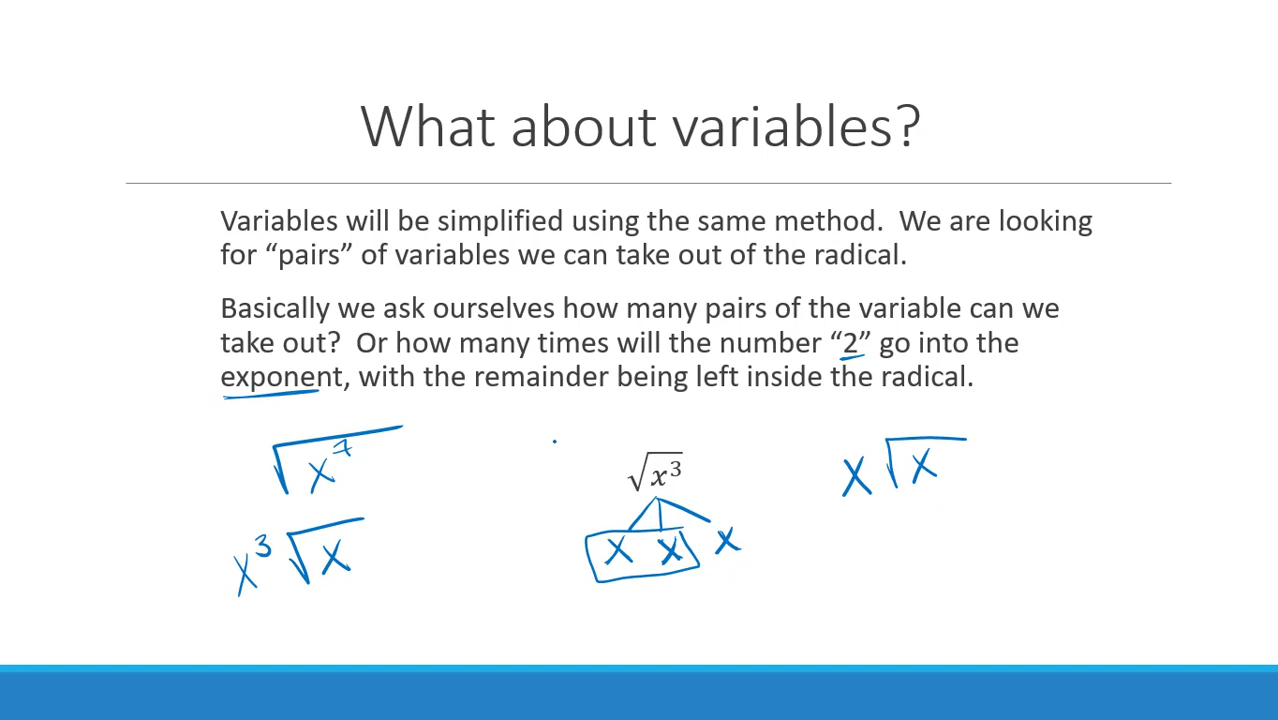 What about variables?
Variables will be simplified using the same method. We are looking
for “pairs” of variables we can take out of the radical.
Basically we ask ourselves how many pairs of the variable can we
take out? Or how many times will the number “2” go into the
exponent, with the remainder being left inside the radical.
√x⁷
√x³
x√x
x³√x
x x x